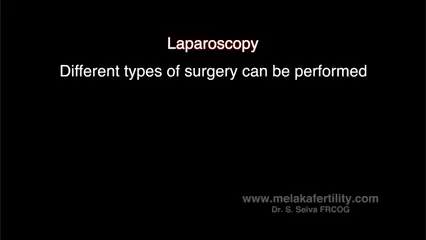 Laparoscopy
Different types of surgery can be performed
www.melakafertility.com
Dr. S. Selva FRCOG